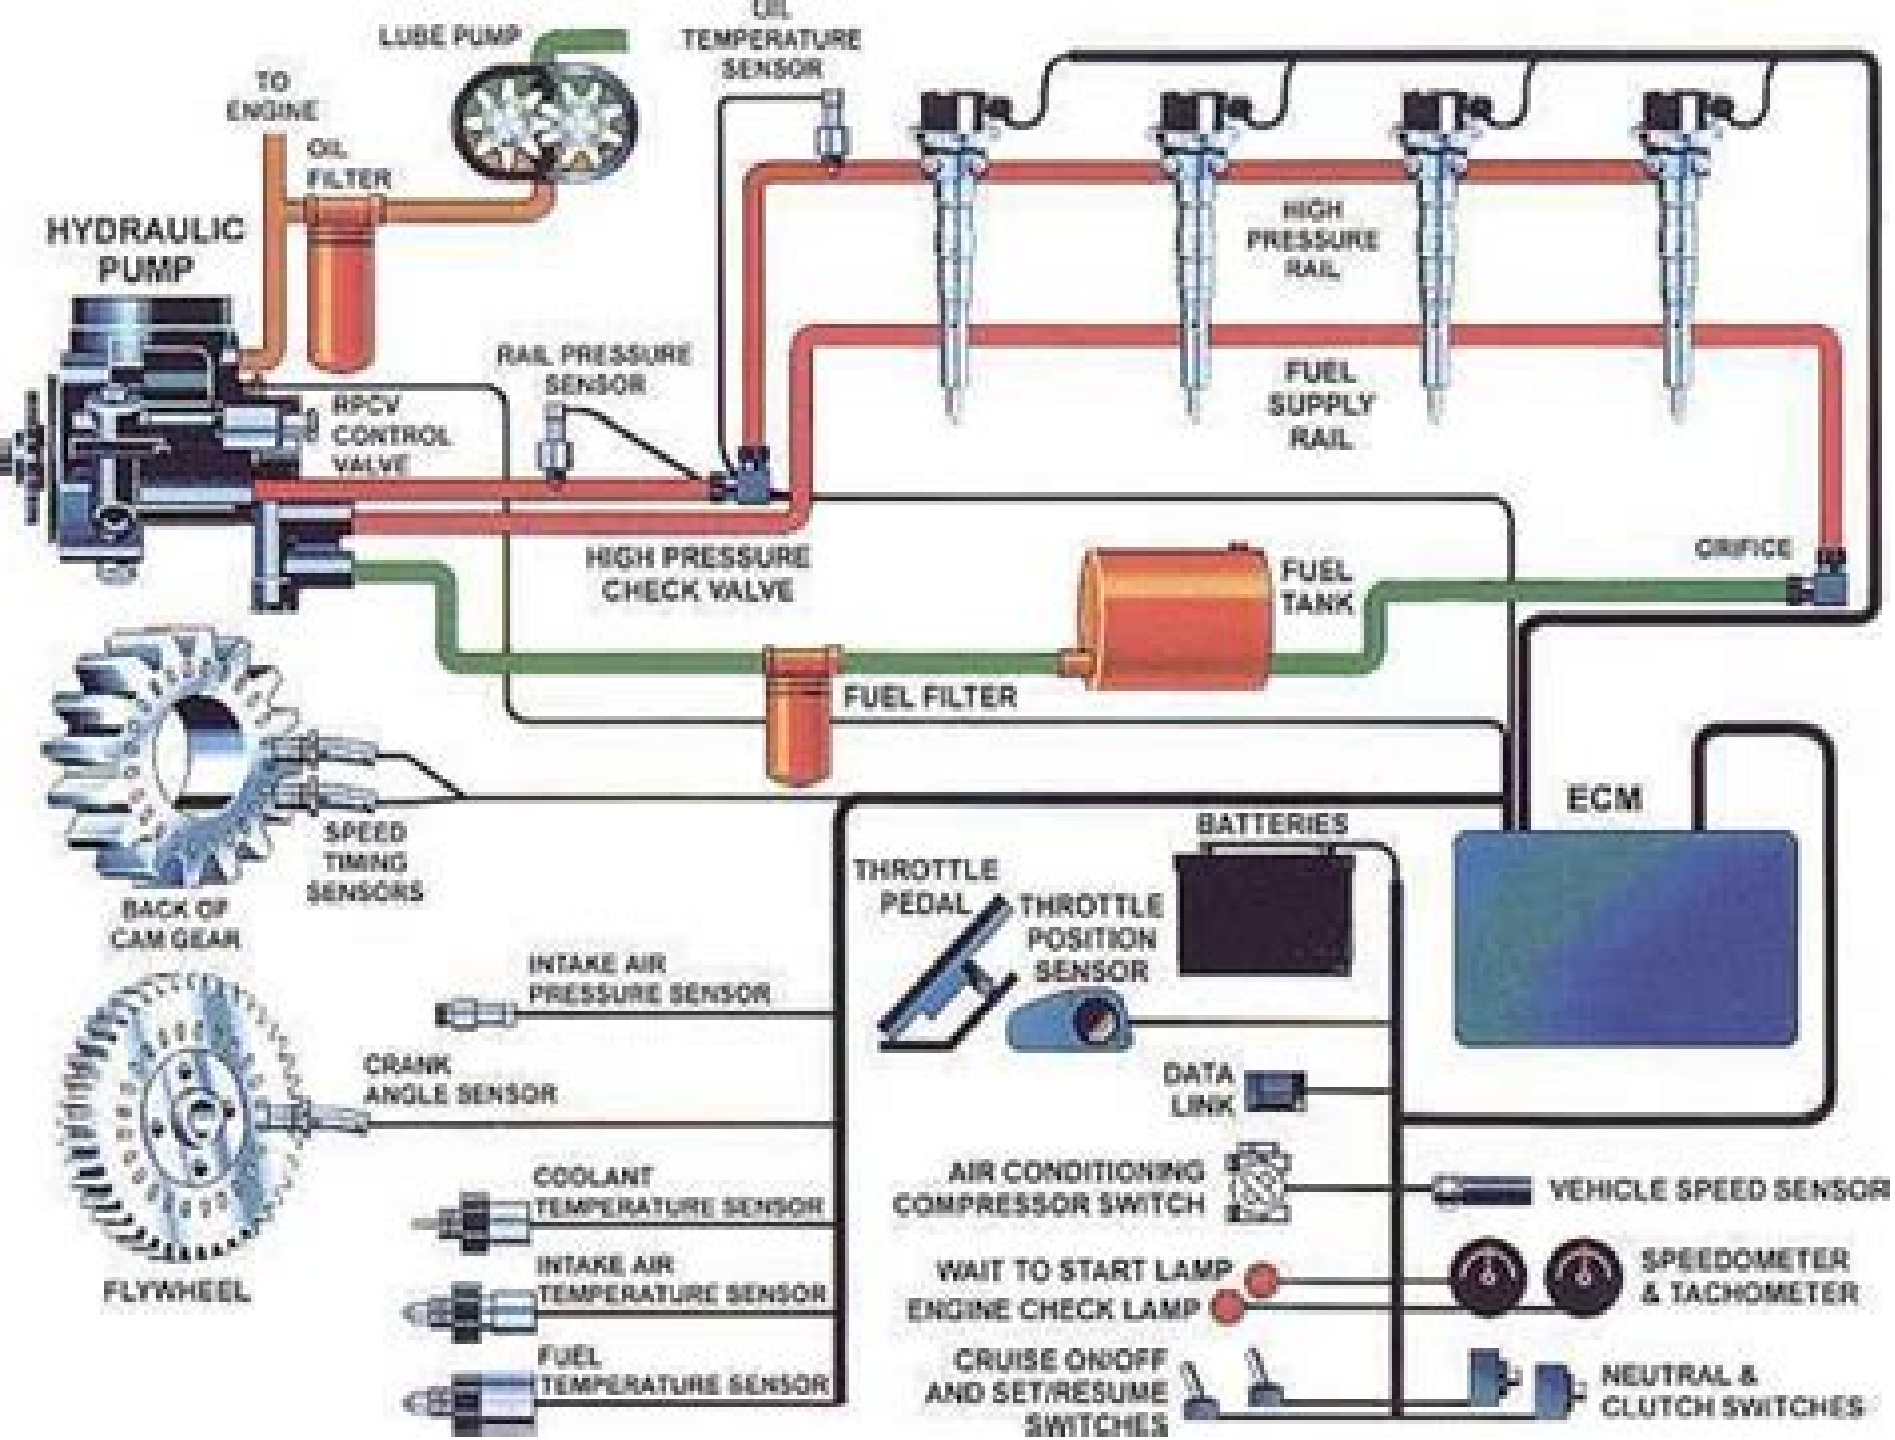 LUBE PUMP
OIL
TEMPERATURE
SENSOR
TO
ENGINE
OIL
FILTER
HYDRAULIC
PUMP
HIGH
PRESSURE
RAIL
RAIL PRESSURE
SENSOR
FUEL
SUPPLY
RAIL
RPCV
CONTROL
VALVE
HIGH PRESSURE
CHECK VALVE
FUEL
TANK
ORIFICE
FUEL FILTER
ECM
SPEED
TIMING
SENSORS
BACK OF
CAM GEAR
BATTERIES
THROTTLE
PEDAL
THROTTLE
POSITION
SENSOR
INTAKE AIR
PRESSURE SENSOR
CRANK
ANGLE SENSOR
DATA
LINK
COOLANT
TEMPERATURE SENSOR
AIR CONDITIONING
COMPRESSOR SWITCH
VEHICLE SPEED SENSOR
FLYWHEEL
INTAKE AIR
TEMPERATURE SENSOR
WAIT TO START LAMP
ENGINE CHECK LAMP
SPEEDOMETER
& TACHOMETER
FUEL
TEMPERATURE SENSOR
CRUISE ON/OFF
AND SET/RESUME
SWITCHES
NEUTRAL &
CLUTCH SWITCHES